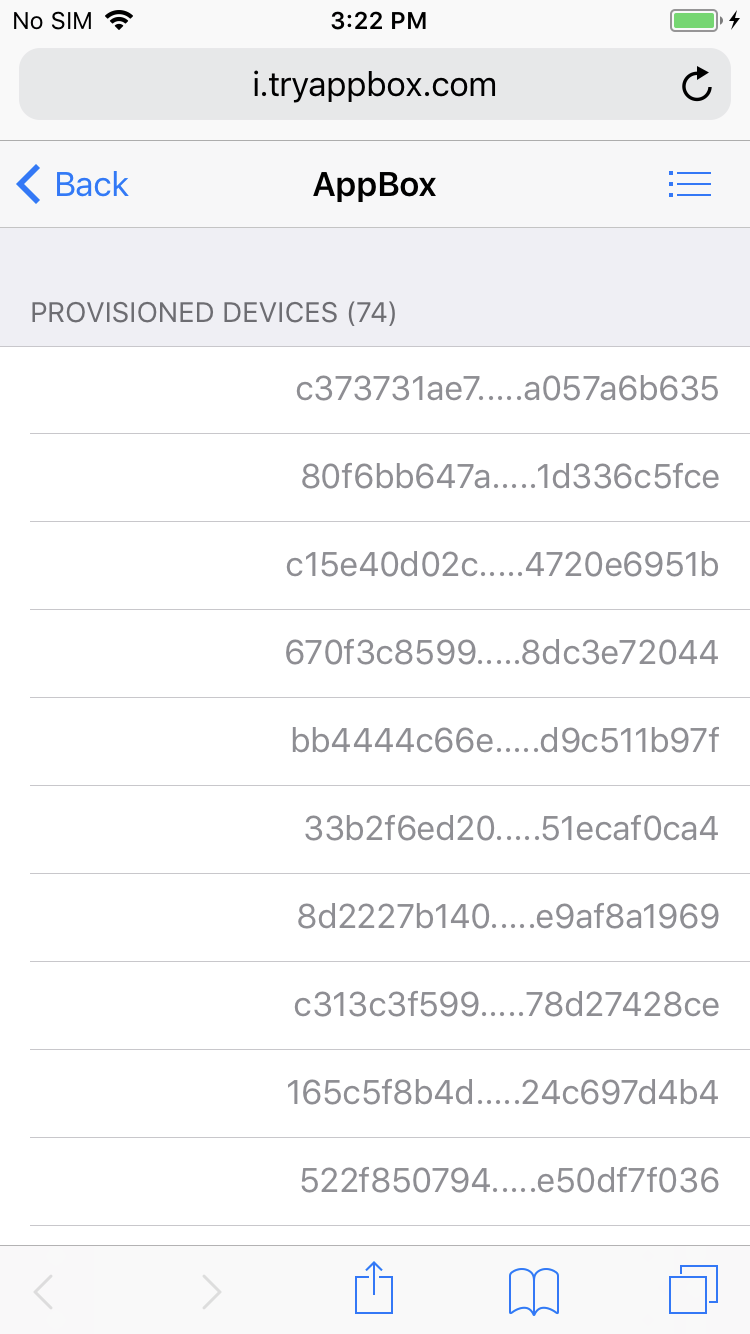 No SIM 3:22 PM
i.tryappbox.com
Back AppBox
PROVISIONED DEVICES (74)
c373731ae7.....a057a6b635
80f6bb647a.....1d336c5fce
c15e40d02c.....4720e6951b
670f3c8599.....8dc3e72044
bb4444c66e.....d9c511b97f
33b2f6ed20.....51ecaf0ca4
8d2227b140.....e9af8a1969
c313c3f599.....78d27428ce
165c5f8b4d.....24c697d4b4
522f850794.....e50df7f036